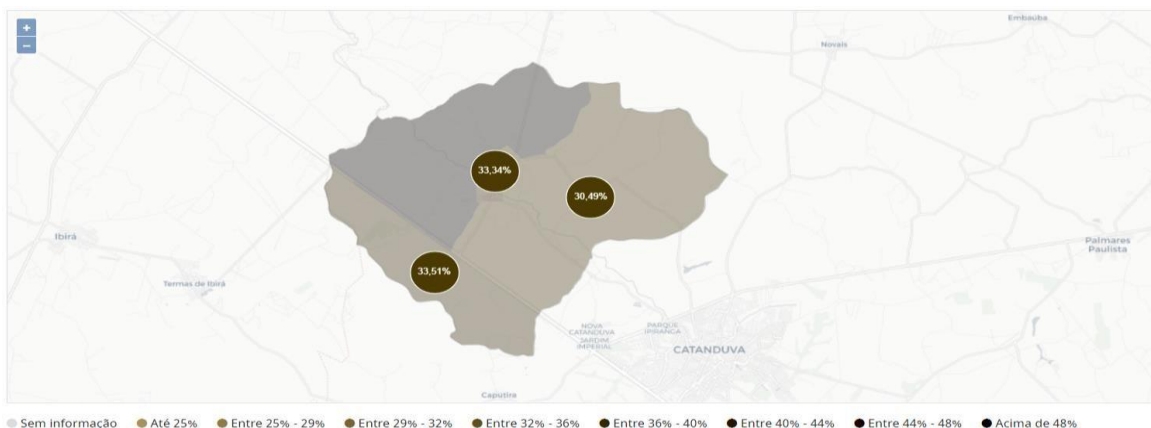 +
−
Embaúba
Novais
33,34%
30,49%
Ibirá
Palmares
Paulista
33,51%
Termas de Ibirá
NOVA
CATANDUVA
JARDIM
IMPERIAL
PARQUE
IPIRANGA
CATANDUVA
Caputira
Sem informação Até 25% Entre 25% - 29% Entre 29% - 32% Entre 32% - 36% Entre 36% - 40% Entre 40% - 44% Entre 44% - 48% Acima de 48%